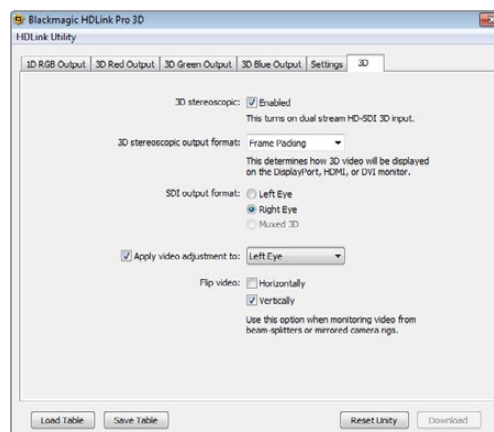 Blackmagic HDLink Pro 3D
HDLink Utility
1D RGB Output 3D Red Output 3D Green Output 3D Blue Output Settings 3D
3D stereoscopic: Enabled
This turns on dual stream HD-SDI 3D input.
3D stereoscopic output format: Frame Packing
This determines how 3D video will be displayed
on the DisplayPort, HDMI, or DVI monitor.
SDI output format: Left Eye
Right Eye
Muxed 3D
Apply video adjustment to: Left Eye
Flip video: Horizontally
Vertically
Use this option when monitoring video from
beam-splitters or mirrored camera rigs.
Load Table Save Table Reset Unity Download